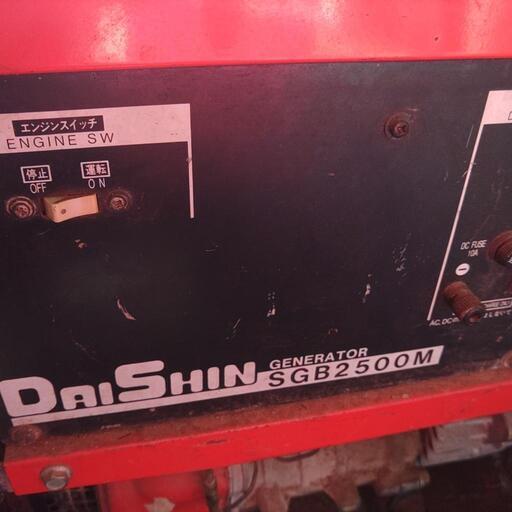 エンジンスイッチ
ENGINE SW
停止 運転
OFF ON
DC FUSE
10A
DAISHIN GENERATOR
SGB2500M